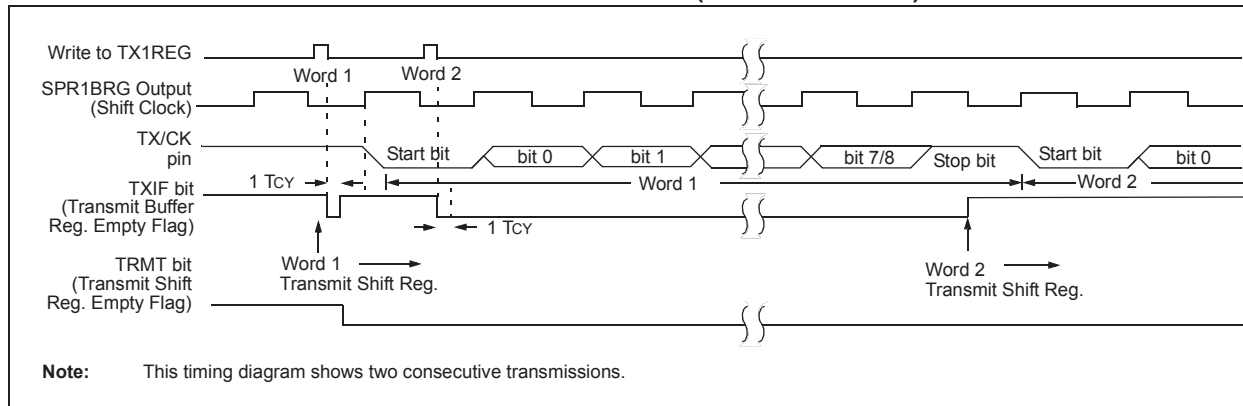 Write to TX1REG
Word 1
Word 2
SPR1BRG Output
(Shift Clock)
TX/CK
pin
Start bit
bit 0
bit 1
bit 7/8
Stop bit
Start bit
bit 0
1 TCY
Word 1
Word 2
TXIF bit
(Transmit Buffer
Reg. Empty Flag)
1 TCY
TRMT bit
(Transmit Shift
Reg. Empty Flag)
Word 1
Transmit Shift Reg.
Word 2
Transmit Shift Reg.
Note: This timing diagram shows two consecutive transmissions.